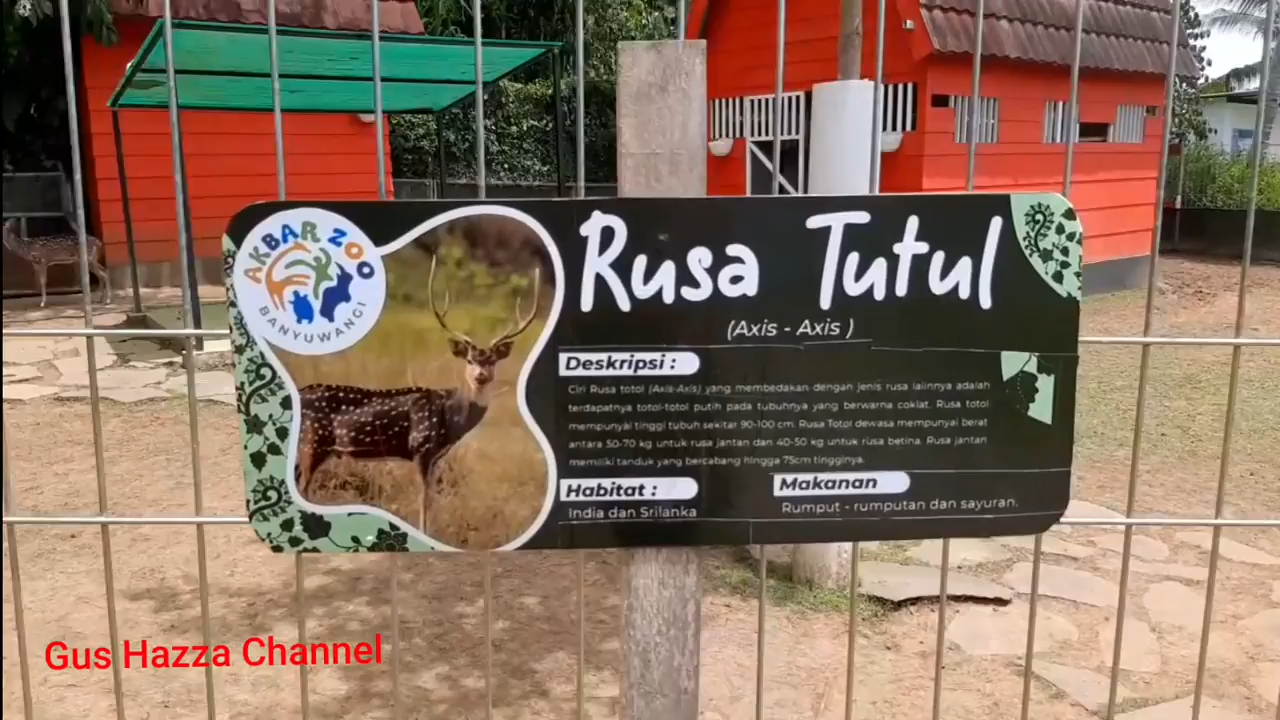 AKBAR ZOO
BANYUWANGI
Rusa Tutul
(Axis - Axis )
Deskripsi :
Ciri Rusa totol (Axis-Axis) yang membedakan dengan jenis rusa lainnya adalah
terdapatnya totol-totol putih pada tubuhnya yang berwarna coklat. Rusa totol
mempunyai tinggi tubuh sekitar 90-100 cm. Rusa Totol dewasa mempunyai berat
antara 50-70 kg untuk rusa jantan dan 40-50 kg untuk rusa betina. Rusa jantan
memiliki tanduk yang bercabang hingga 75cm tingginya.
Habitat :
India dan Srilanka
Makanan
Rumput - rumputan dan sayuran.
Gus Hazza Channel